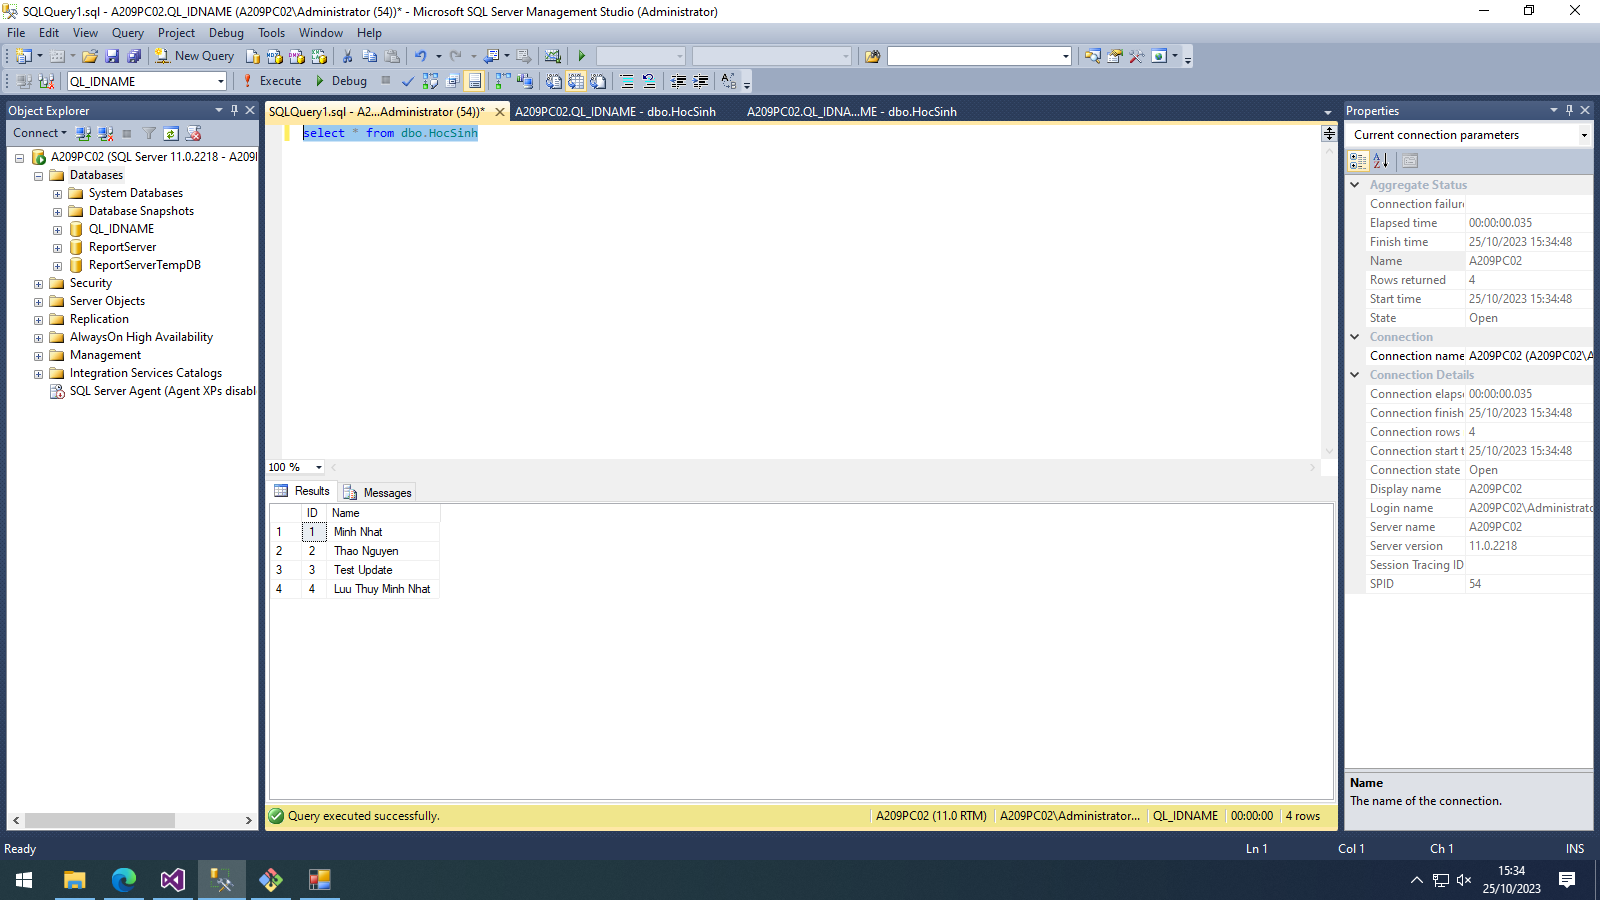 SQLQuery1.sql - A209PC02.QL_IDNAME (A209PC02\Administrator (54))* - Microsoft SQL Server Management Studio (Administrator)
File Edit View Query Project Debug Tools Window Help
New Query
QL_IDNAME Execute Debug
Object Explorer
Connect
A209PC02 (SQL Server 11.0.2218 - A209
Databases
System Databases
Database Snapshots
QL_IDNAME
ReportServer
ReportServerTempDB
Security
Server Objects
Replication
AlwaysOn High Availability
Management
Integration Services Catalogs
SQL Server Agent (Agent XPs disabl
SQLQuery1.sql - A2...Administrator (54))* A209PC02.QL_IDNAME - dbo.HocSinh A209PC02.QL_IDNA...ME - dbo.HocSinh
select * from dbo.HocSinh
100 %
Results Messages
ID Name
1 1 Minh Nhat
2 2 Thao Nguyen
3 3 Test Update
4 4 Luu Thuy Minh Nhat
Query executed successfully. A209PC02 (11.0 RTM) A209PC02\Administrator... QL_IDNAME 00:00:00 4 rows
Properties
Current connection parameters
Aggregate Status
Connection failur
Elapsed time 00:00:00.035
Finish time 25/10/2023 15:34:48
Name A209PC02
Rows returned 4
Start time 25/10/2023 15:34:48
State Open
Connection
Connection name A209PC02 (A209PC02\A
Connection Details
Connection elaps 00:00:00.035
Connection finish 25/10/2023 15:34:48
Connection rows 4
Connection start t 25/10/2023 15:34:48
Connection state Open
Display name A209PC02
Login name A209PC02\Administrato
Server name A209PC02
Server version 11.0.2218
Session Tracing ID
SPID 54
Name
The name of the connection.
Ready Ln 1 Col 1 Ch 1 INS
15:34
25/10/2023